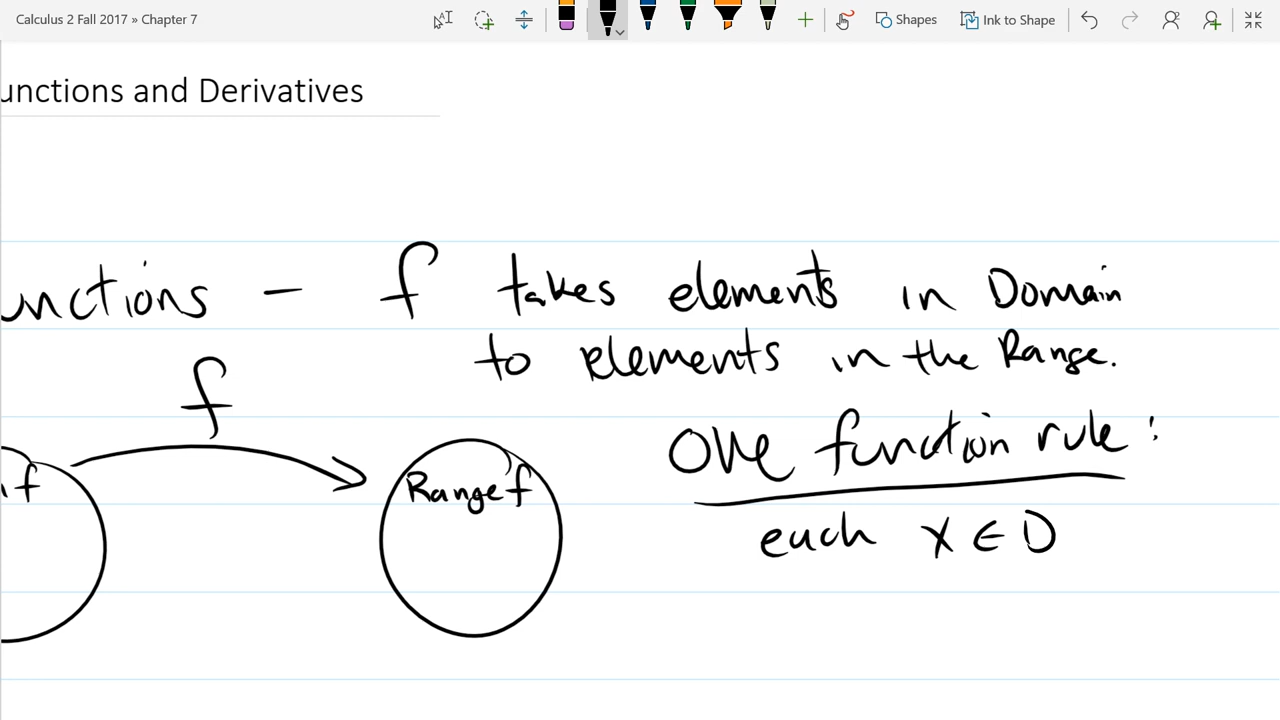 Calculus 2 Fall 2017 » Chapter 7
Shapes
Ink to Shape
unctions and Derivatives
unctions - f takes elements in Domain
to elements in the Range.
f
One function rule:
f
Range f
each x ∈ D